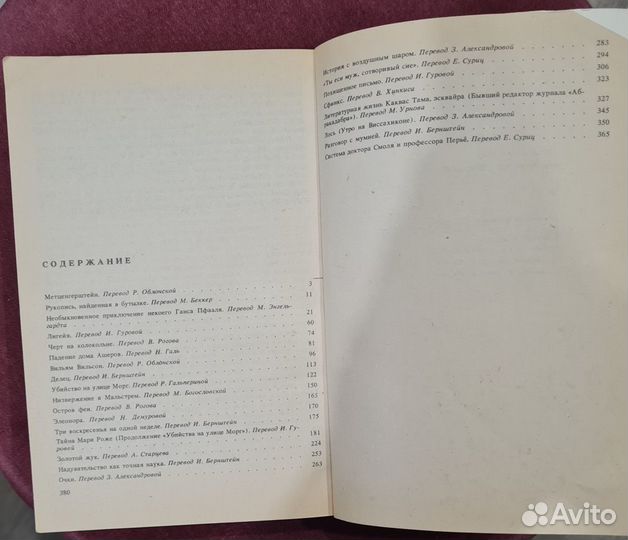 СОДЕРЖАНИЕ
Метценгерштейн. Перевод Р. Облонской 3
Рукопись, найденная в бутылке. Перевод М. Беккер 11
Необыкновенное приключение некоего Ганса Пфааля. Перевод М. Энгель-
гардта 21
Лигейя. Перевод И. Гуровой 60
Черт на колокольне. Перевод В. Рогова 74
Падение дома Ашеров. Перевод Н. Галь 81
Вильям Вильсон. Перевод Р. Облонской 96
Делец. Перевод И. Бернштейн 113
Убийство на улице Морг. Перевод Р. Гальпериной 122
Низвержение в Мальстрем. Перевод М. Богословской 150
Остров феи. Перевод В. Рогова 165
Элеонора. Перевод Н. Демуровой 170
Три воскресенья на одной неделе. Перевод И. Бернштейн 175
Тайна Мари Роже (Продолжение «Убийства на улице Морг»). Перевод И. Гу-
ровой 181
Золотой жук. Перевод А. Старцева 224
Надувательство как точная наука. Перевод И. Бернштейн 253
Очки. Перевод З. Александровой 263
380
История с воздушным шаром. Перевод З. Александровой 283
«Ты еси муж, сотворивый сие». Перевод Е. Суриц 294
Похищенное письмо. Перевод И. Гуровой 306
Сфинкс. Перевод В. Хинкиса 323
Литературная жизнь Каквас Тама, эсквайра (Бывший редактор журнала «Аб-
ракадабра»). Перевод М. Урнова 327
Лось (Утро на Виссахиконе). Перевод З. Александровой 345
Разговор с мумией. Перевод И. Бернштейн 350
Система доктора Смоля и профессора Перьё. Перевод Е. Суриц 365
Avito